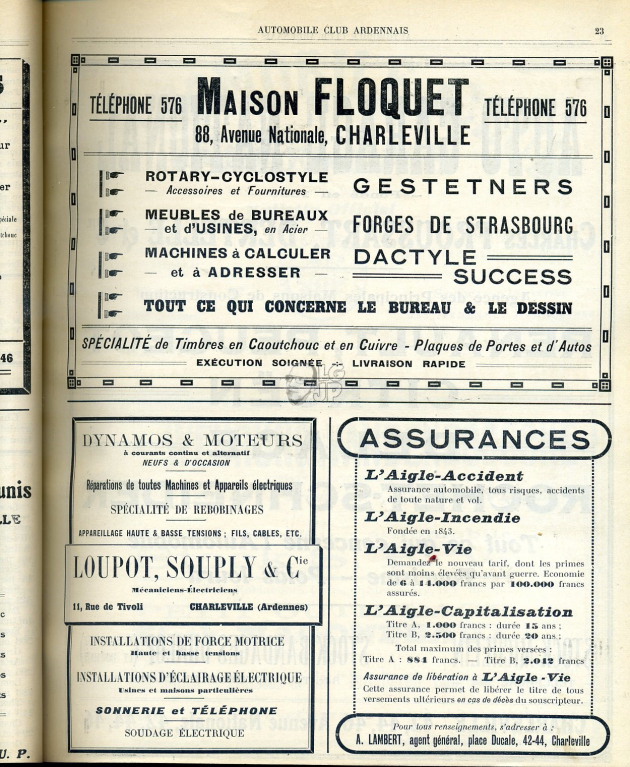 AUTOMOBILE CLUB ARDENNAIS
23
TÉLÉPHONE 576
MAISON FLOQUET
TÉLÉPHONE 576
88, Avenue Nationale, CHARLEVILLE
ROTARY-CYCLOSTYLE
— Accessoires et Fournitures —
GESTETNERS
MEUBLES de BUREAUX
— et d'USINES, en Acier —
FORGES DE STRASBOURG
MACHINES à CALCULER
— et à ADRESSER —
DACTYLE
SUCCESS
TOUT CE QUI CONCERNE LE BUREAU & LE DESSIN
SPÉCIALITÉ de Timbres en Caoutchouc et en Cuivre - Plaques de Portes et d'Autos
EXÉCUTION SOIGNÉE ÷ LIVRAISON RAPIDE
LG
JP
DYNAMOS & MOTEURS
à courants continu et alternatif
NEUFS & D'OCCASION
Réparations de toutes Machines et Appareils électriques
SPÉCIALITÉ DE REBOBINAGES
APPAREILLAGE HAUTE & BASSE TENSIONS ; FILS, CABLES, ETC.
LOUPOT, SOUPLY & Cie
Mécaniciens-Électriciens
11, Rue de Tivoli CHARLEVILLE (Ardennes)
INSTALLATIONS DE FORCE MOTRICE
Haute et basse tensions
INSTALLATIONS D'ÉCLAIRAGE ÉLECTRIQUE
Usines et maisons particulières
SONNERIE et TÉLÉPHONE
SOUDAGE ÉLECTRIQUE
ASSURANCES
L'Aigle-Accident
Assurance automobile, tous risques, accidents
de toute nature et vol.
L'Aigle-Incendie
Fondée en 1843.
L'Aigle-Vie
Demandez le nouveau tarif, dont les primes
sont moins élevées qu'avant guerre. Economie
de 6 à 14.000 francs par 100.000 francs
assurés.
L'Aigle-Capitalisation
Titre A. 1.000 francs : durée 15 ans ;
Titre B. 2.500 francs : durée 20 ans ;
Total maximum des primes versées :
Titre A : 884 francs. — Titre B, 2.012 francs
Assurance de libération à L'Aigle-Vie
Cette assurance permet de libérer le titre de tous
versements ultérieurs en cas de décès du souscripteur.
Pour tous renseignements, s'adresser à :
A. LAMBERT, agent général, place Ducale, 42-44, Charleville
46
U. P.